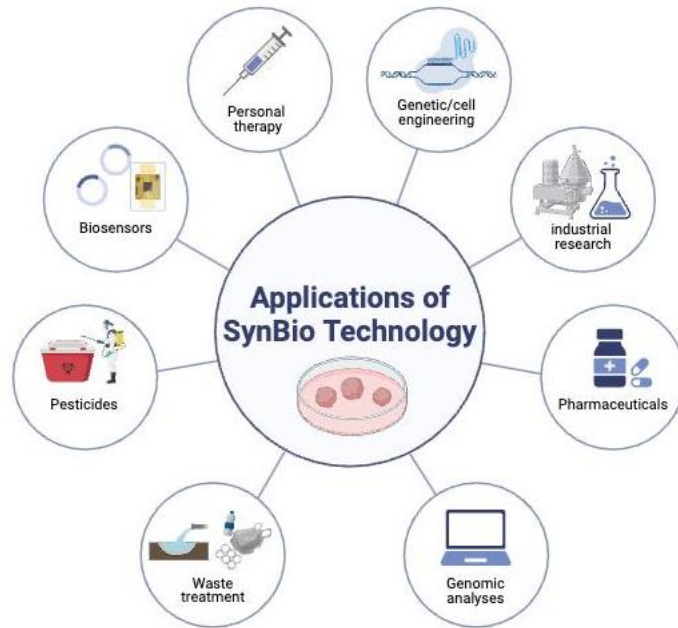 Applications of
SynBio Technology
Personal
therapy
Genetic/cell
engineering
industrial
research
Pharmaceuticals
Genomic
analyses
Waste
treatment
Pesticides
Biosensors